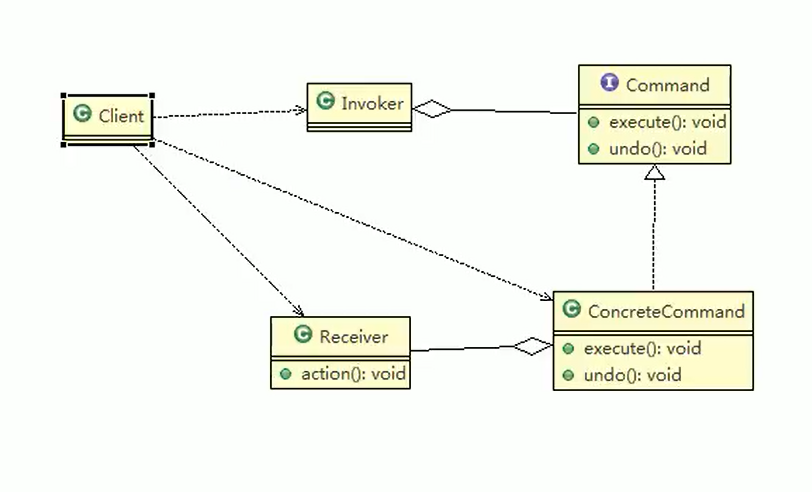 C Client
C Invoker
I Command
execute(): void
undo(): void
C Receiver
action(): void
C ConcreteCommand
execute(): void
undo(): void